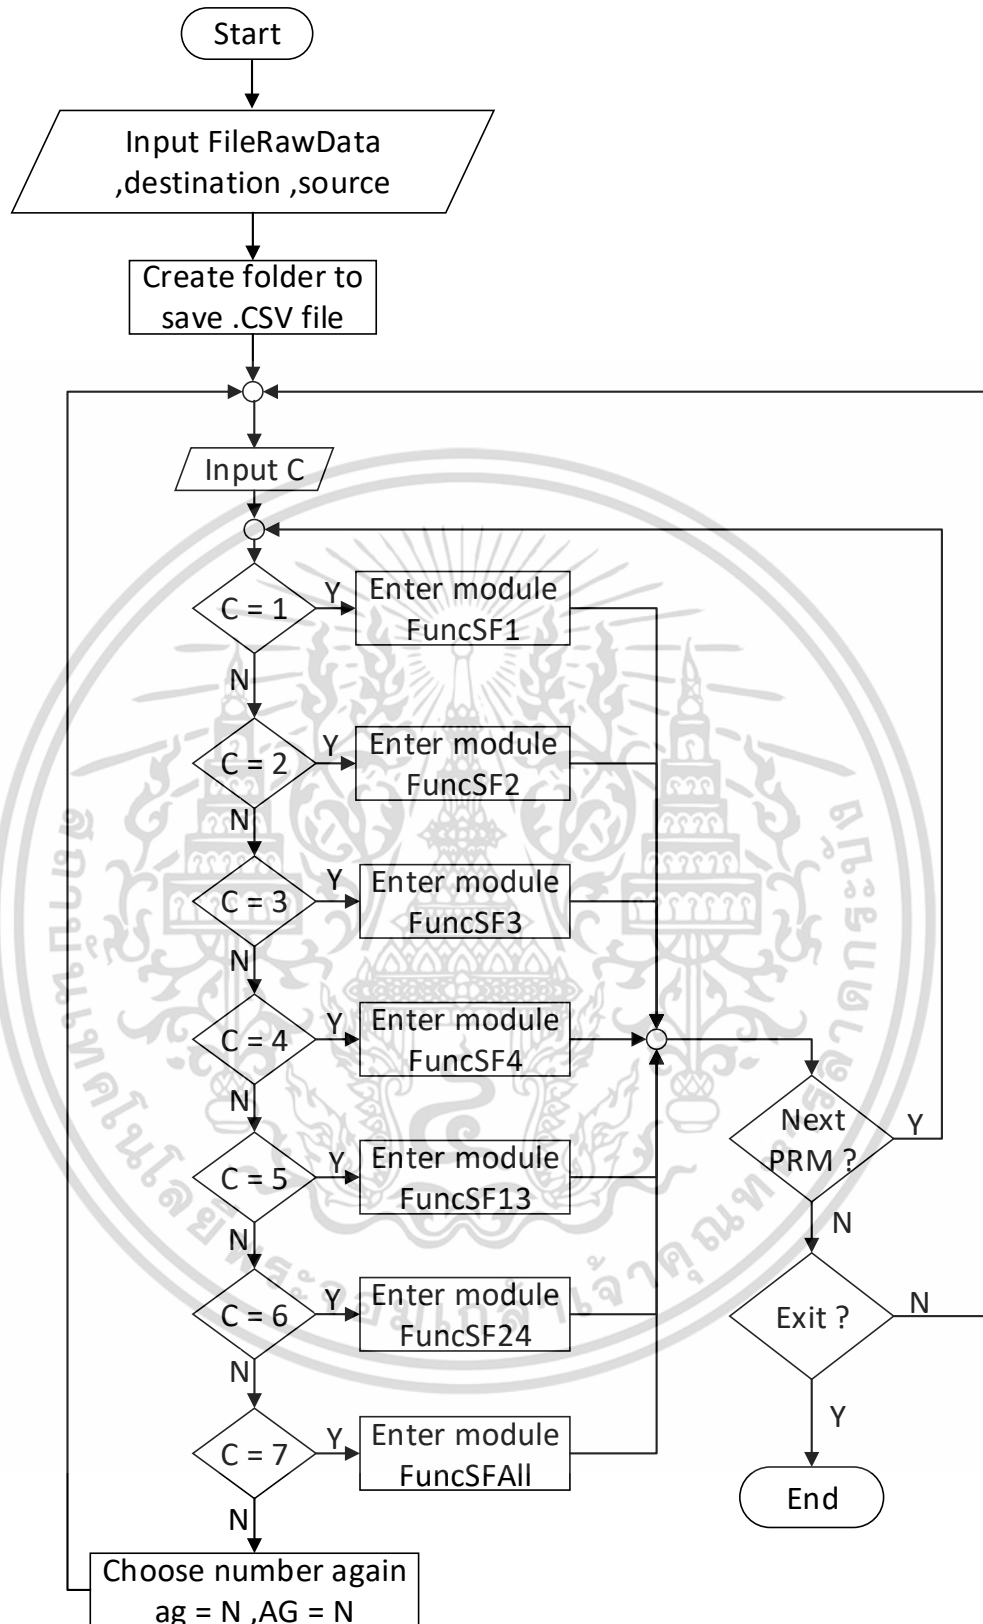 Start
Input FileRawData
,destination ,source
Create folder to
save .CSV file
Input C
C = 1
Y
Enter module
FuncSF1
N
C = 2
Y
Enter module
FuncSF2
N
C = 3
Y
Enter module
FuncSF3
N
C = 4
Y
Enter module
FuncSF4
N
C = 5
Y
Enter module
FuncSF13
N
C = 6
Y
Enter module
FuncSF24
N
C = 7
Y
Enter module
FuncSFAll
N
Choose number again
ag = N ,AG = N
Next
PRM ?
Y
N
Exit ?
N
Y
End